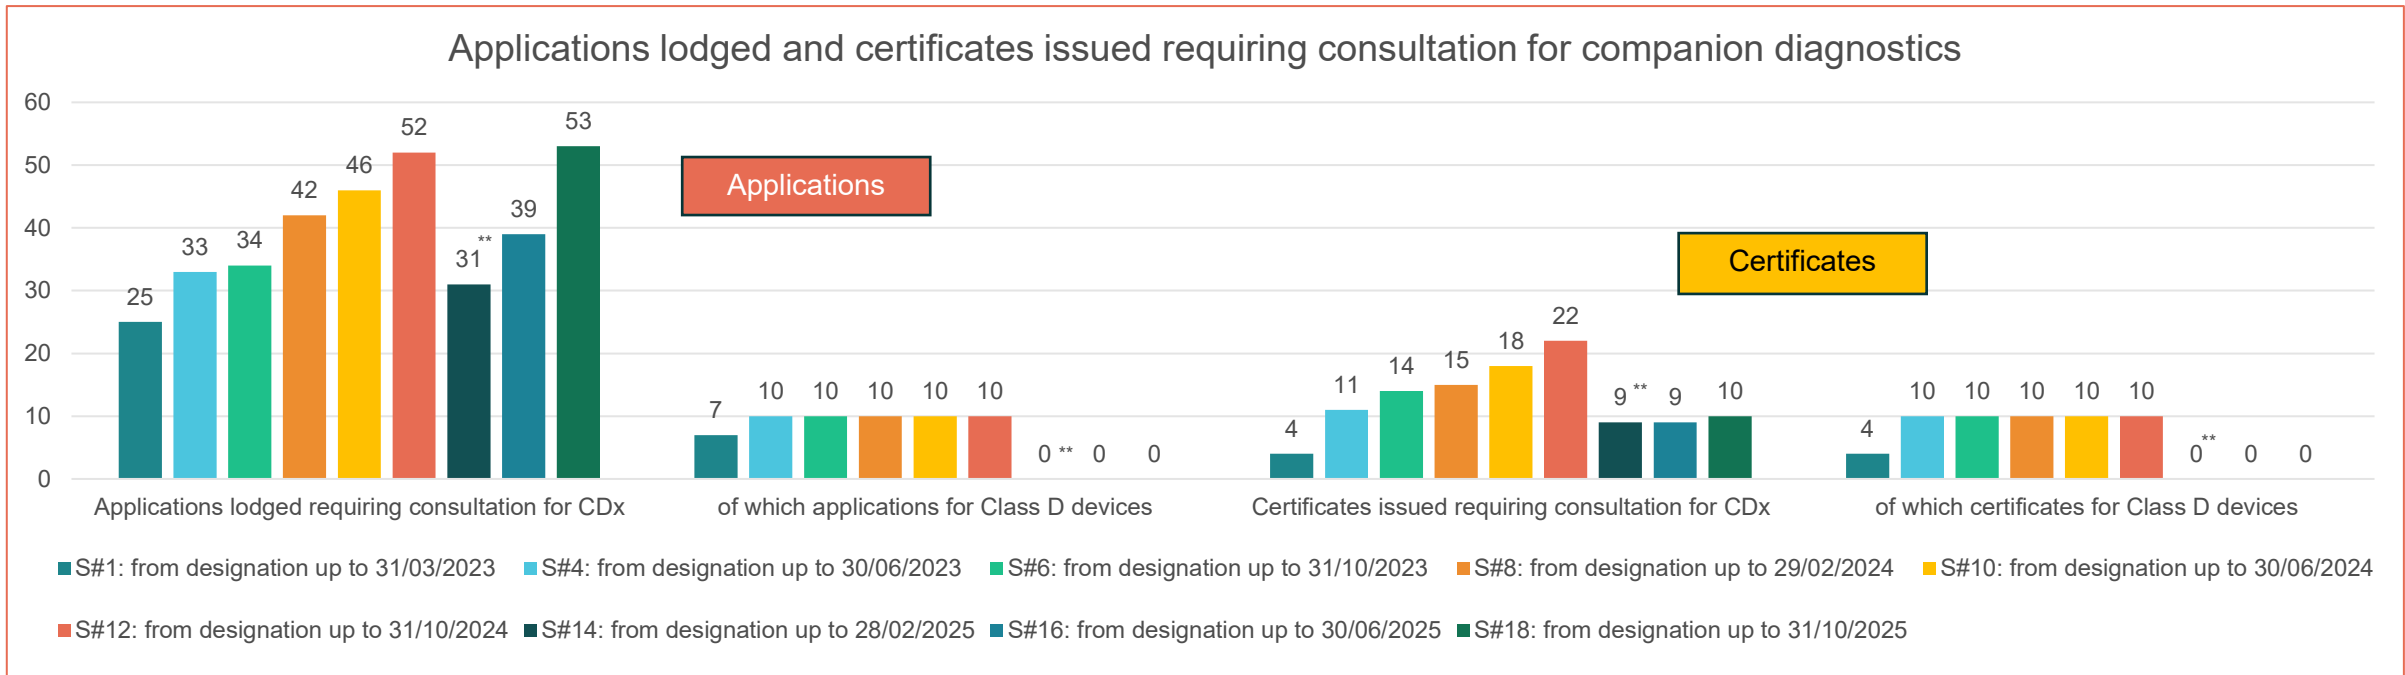 Applications lodged and certificates issued requiring consultation for companion diagnostics
60
50
40
30
20
10
0
25
33
34
42
46
52
31 **
39
53
Applications
7
10
10
10
10
10
0 **
0
0
4
11
14
15
18
22
9 **
9
10
Certificates
4
10
10
10
10
10
0 **
0
0
Applications lodged requiring consultation for CDx
of which applications for Class D devices
Certificates issued requiring consultation for CDx
of which certificates for Class D devices
S#1: from designation up to 31/03/2023
S#4: from designation up to 30/06/2023
S#6: from designation up to 31/10/2023
S#8: from designation up to 29/02/2024
S#10: from designation up to 30/06/2024
S#12: from designation up to 31/10/2024
S#14: from designation up to 28/02/2025
S#16: from designation up to 30/06/2025
S#18: from designation up to 31/10/2025